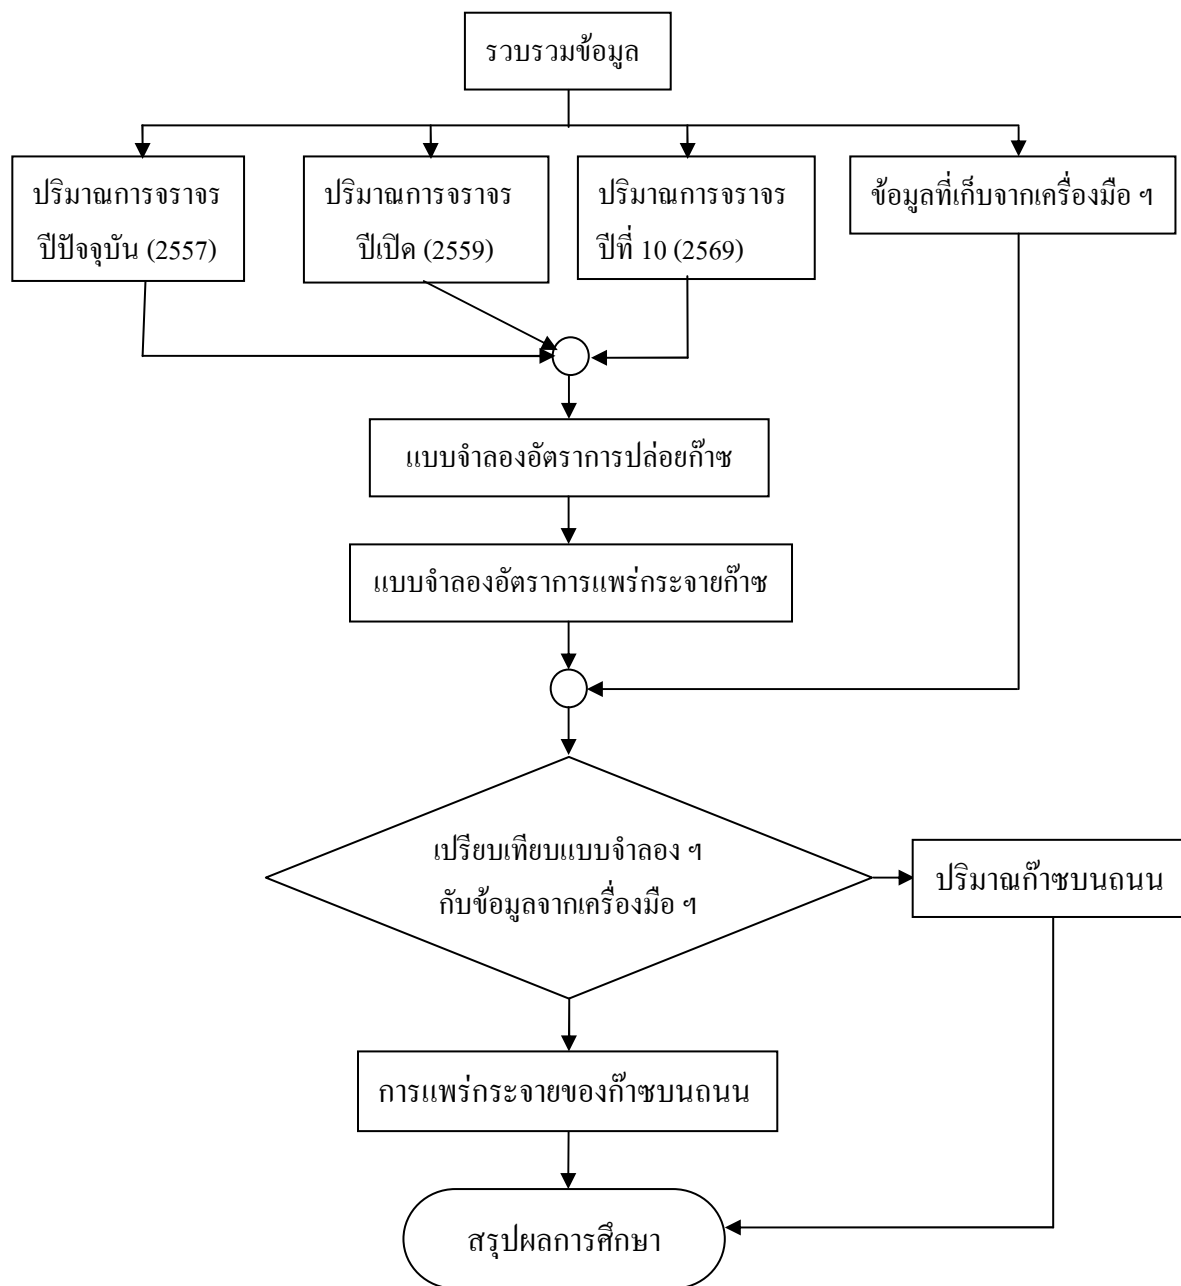 รวบรวมข้อมูล
ปริมาณการจราจร
ปีปัจจุบัน (2557)
ปริมาณการจราจร
ปีเปิด (2559)
ปริมาณการจราจร
ปีที่ 10 (2569)
ข้อมูลที่เก็บจากเครื่องมือ ฯ
แบบจำลองอัตราการปล่อยก๊าซ
แบบจำลองอัตราการแพร่กระจายก๊าซ
เปรียบเทียบแบบจำลอง ฯ
กับข้อมูลจากเครื่องมือ ฯ
ปริมาณก๊าซบนถนน
การแพร่กระจายของก๊าซบนถนน
สรุปผลการศึกษา